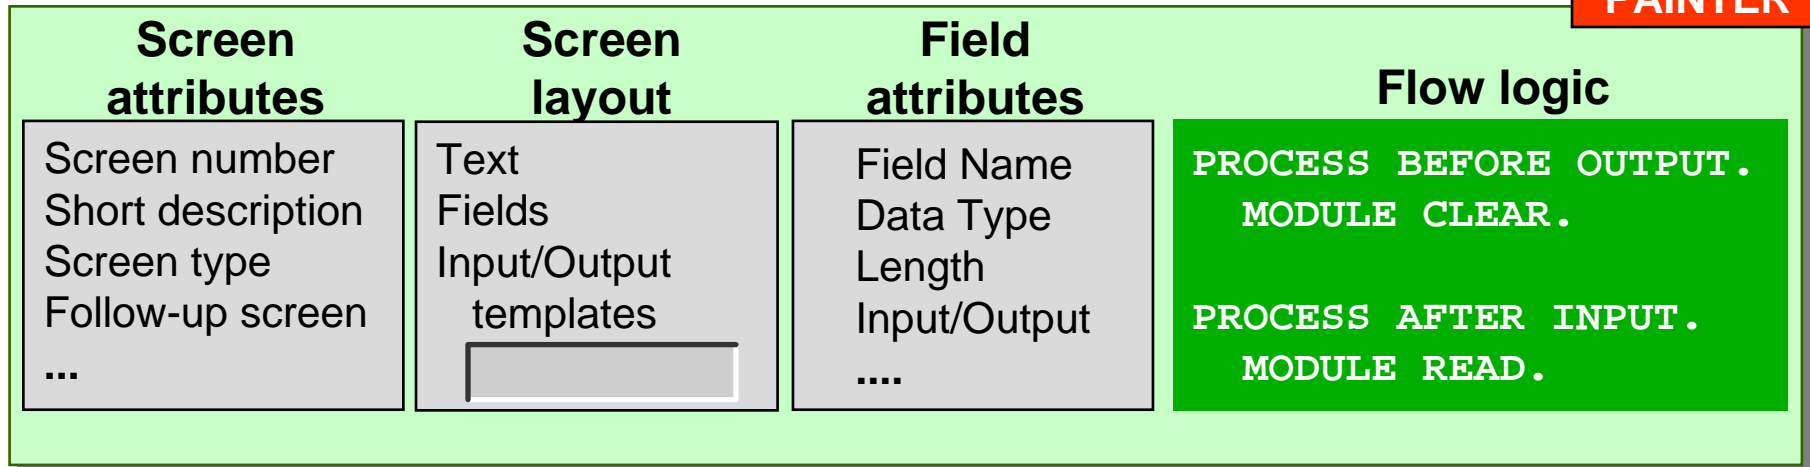 PAINTER
Screen
attributes
Screen number
Short description
Screen type
Follow-up screen
...
Screen
layout
Text
Fields
Input/Output
templates
Field
attributes
Field Name
Data Type
Length
Input/Output
....
Flow logic
PROCESS BEFORE OUTPUT.
MODULE CLEAR.
PROCESS AFTER INPUT.
MODULE READ.